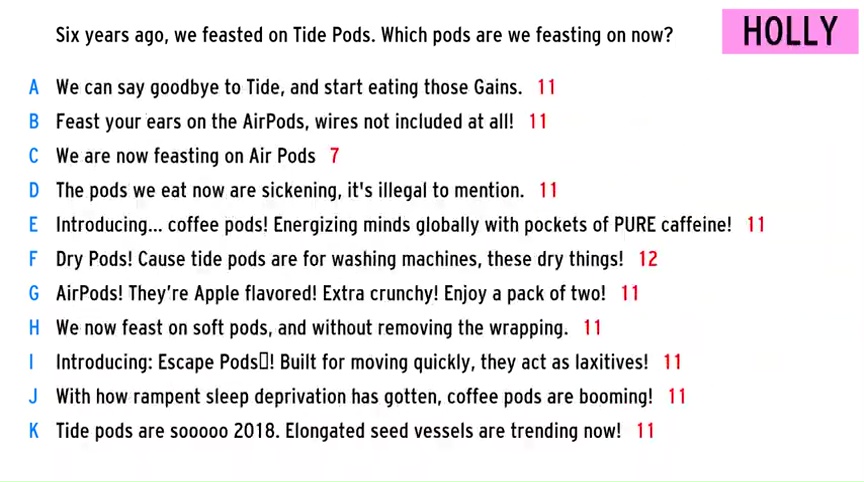 Six years ago, we feasted on Tide Pods. Which pods are we feasting on now?
HOLLY
A We can say goodbye to Tide, and start eating those Gains. 11
B Feast your ears on the AirPods, wires not included at all! 11
C We are now feasting on Air Pods 7
D The pods we eat now are sickening, it's illegal to mention. 11
E Introducing... coffee pods! Energizing minds globally with pockets of PURE caffeine! 11
F Dry Pods! Cause tide pods are for washing machines, these dry things! 12
G AirPods! They’re Apple flavored! Extra crunchy! Enjoy a pack of two! 11
H We now feast on soft pods, and without removing the wrapping. 11
I Introducing: Escape Pods▯! Built for moving quickly, they act as laxitives! 11
J With how rampent sleep deprivation has gotten, coffee pods are booming! 11
K Tide pods are sooooo 2018. Elongated seed vessels are trending now! 11